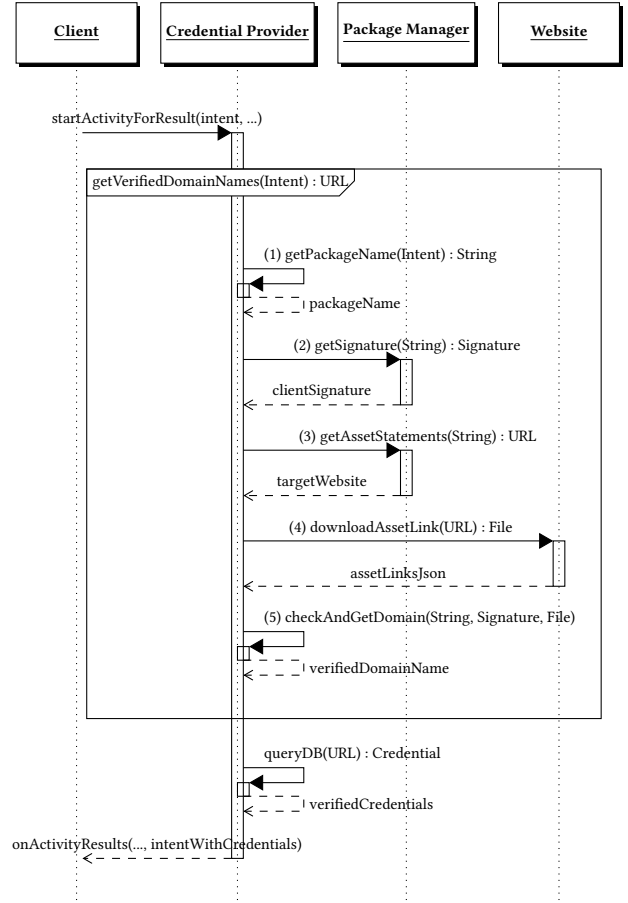 Client
Credential Provider
Package Manager
Website
startActivityForResult(intent, ...)
getVerifiedDomainNames(Intent) : URL
(1) getPackageName(Intent) : String
packageName
(2) getSignature(String) : Signature
clientSignature
(3) getAssetStatements(String) : URL
targetWebsite
(4) downloadAssetLink(URL) : File
assetLinksJson
(5) checkAndGetDomain(String, Signature, File)
verifiedDomainName
queryDB(URL) : Credential
verifiedCredentials
onActivityResults(..., intentWithCredentials)